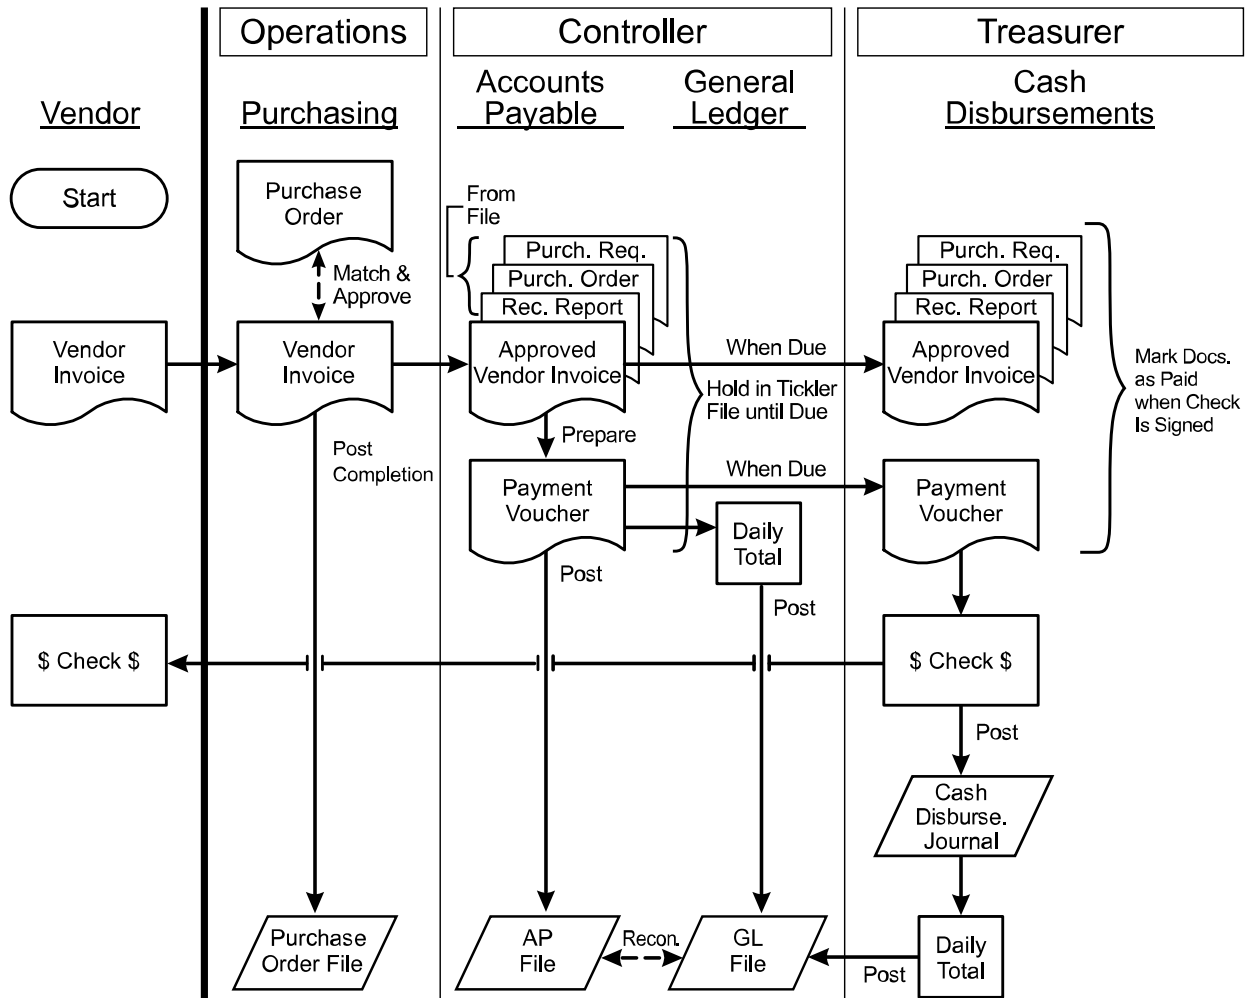 Operations
Controller
Treasurer
Vendor
Purchasing
Accounts
Payable
General
Ledger
Cash
Disbursements
Start
Purchase
Order
From
File
Match &
Approve
Purch. Req.
Purch. Order
Rec. Report
Purch. Req.
Purch. Order
Rec. Report
Vendor
Invoice
Vendor
Invoice
Approved
Vendor Invoice
When Due
Approved
Vendor Invoice
Hold in Tickler
File until Due
Mark Docs.
as Paid
when Check
Is Signed
Prepare
Post
Completion
Payment
Voucher
When Due
Payment
Voucher
Daily
Total
Post
Post
$ Check $
$ Check $
Post
Cash
Disburse.
Journal
Purchase
Order File
AP
File
Recon.
GL
File
Post
Daily
Total